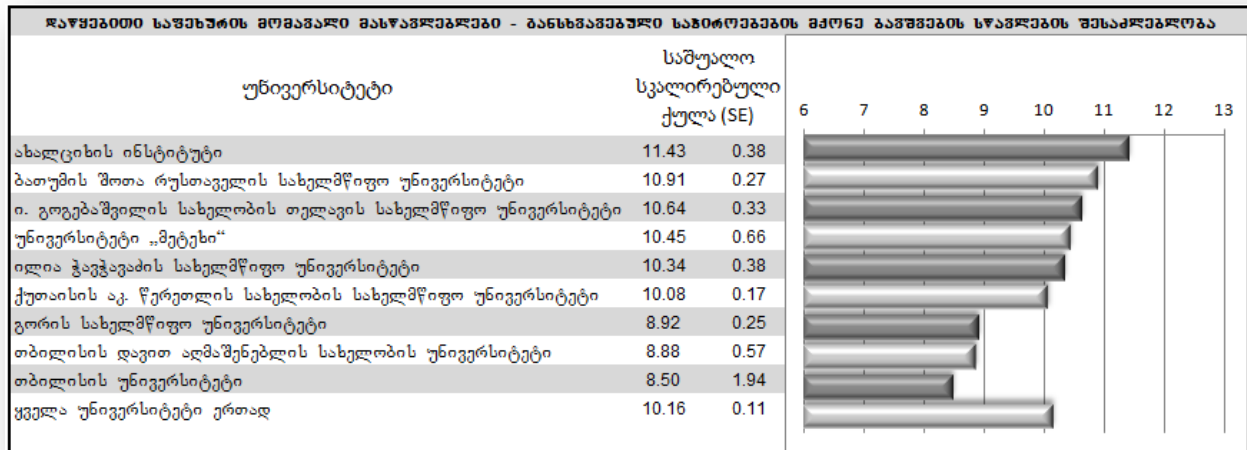 დაწყებითი საფეხურის მომავალი მასწავლებლები - განსხვავებული საჭიროებების მქონე ბავშვების სწავლების შესაძლებლობა
უნივერსიტეტი
საშუალო
სკალირებული
ქულა (SE)
6 7 8 9 10 11 12 13
ახალციხის ინსტიტუტი 11.43 0.38
ბათუმის შოთა რუსთაველის სახელმწიფო უნივერსიტეტი 10.91 0.27
ი. გოგებაშვილის სახელობის თელავის სახელმწიფო უნივერსიტეტი 10.64 0.33
უნივერსიტეტი „მეტეხი“ 10.45 0.66
ილია ჭავჭავაძის სახელმწიფო უნივერსიტეტი 10.34 0.38
ქუთაისის აკ. წერეთლის სახელობის სახელმწიფო უნივერსიტეტი 10.08 0.17
გორის სახელმწიფო უნივერსიტეტი 8.92 0.25
თბილისის დავით აღმაშენებლის სახელობის უნივერსიტეტი 8.88 0.57
თბილისის უნივერსიტეტი 8.50 1.94
ყველა უნივერსიტეტი ერთად 10.16 0.11